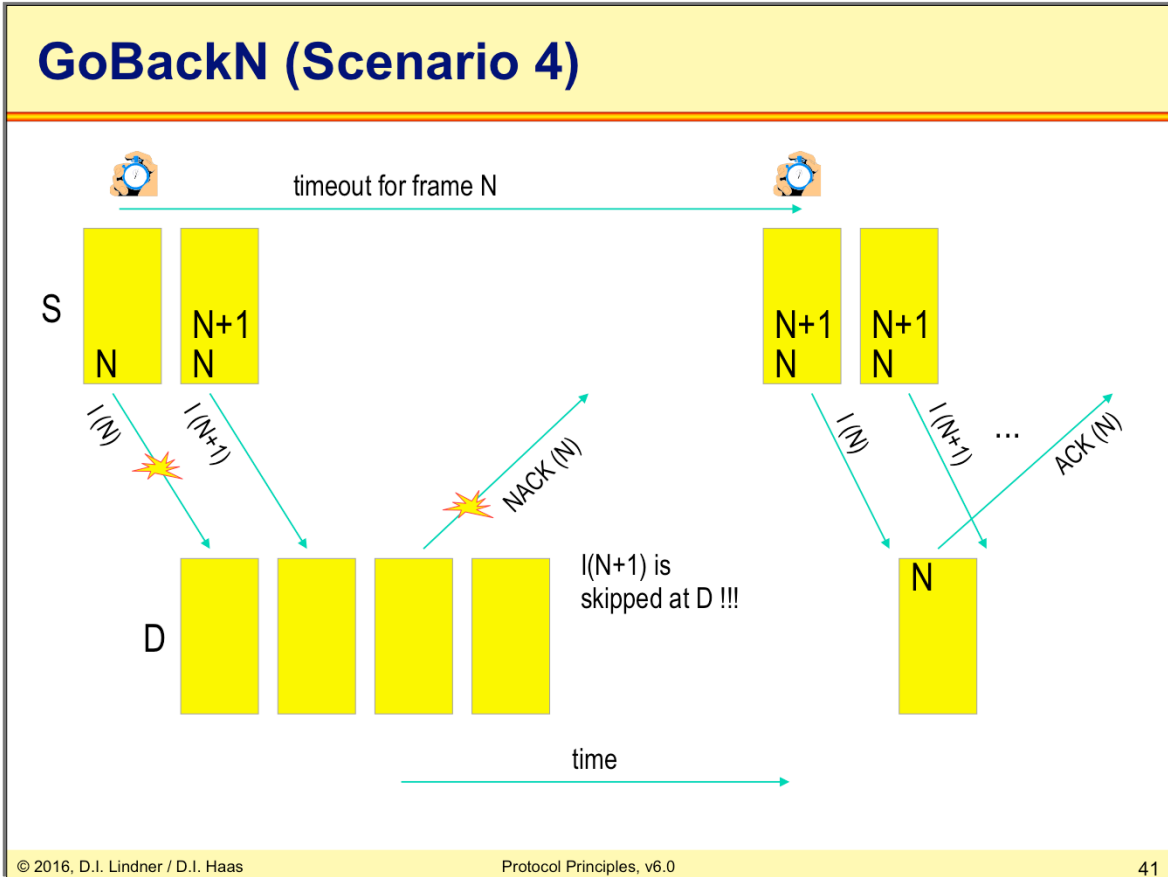 GoBackN (Scenario 4)
timeout for frame N
S
N
N+1
N
N+1
N
N+1
N
I (N)
I (N+1)
NACK (N)
I (N)
I (N+1)
...
ACK (N)
I(N+1) is
skipped at D !!!
D
N
time
© 2016, D.I. Lindner / D.I. Haas
Protocol Principles, v6.0
41